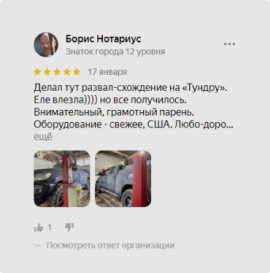 Борис Нотариус
Знаток города 12 уровня
17 января
Делал тут развал-схождение на «Тундру».
Еле влезла)))) но все получилось.
Внимательный, грамотный парень.
Оборудование - свежее, США. Любо-доро...
ещё
1
Посмотреть ответ организации